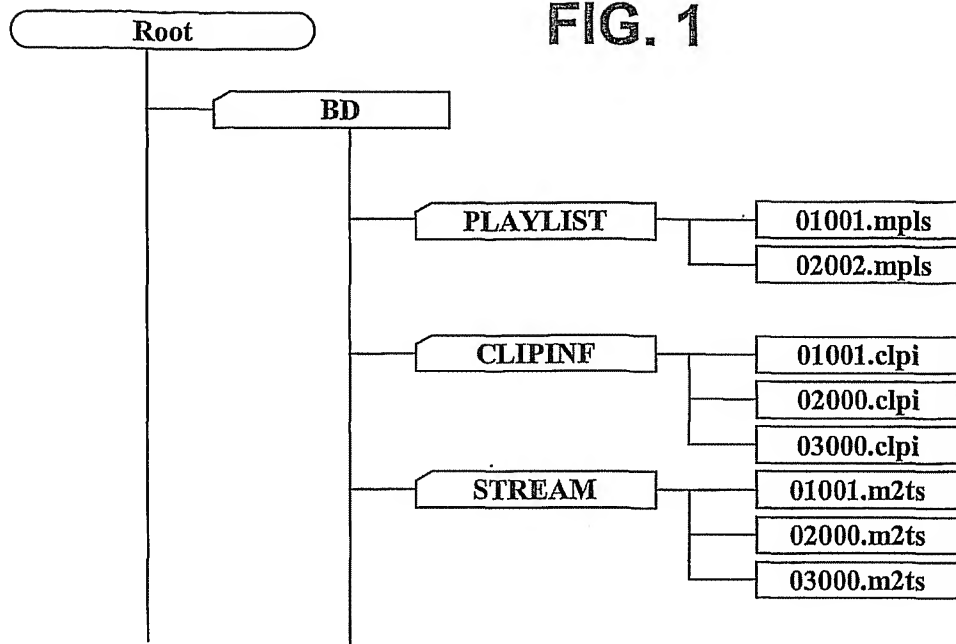 FIG. 1
Root
BD
PLAYLIST
01001.mpls
02002.mpls
CLIPINF
01001.clpi
02000.clpi
03000.clpi
STREAM
01001.m2ts
02000.m2ts
03000.m2ts